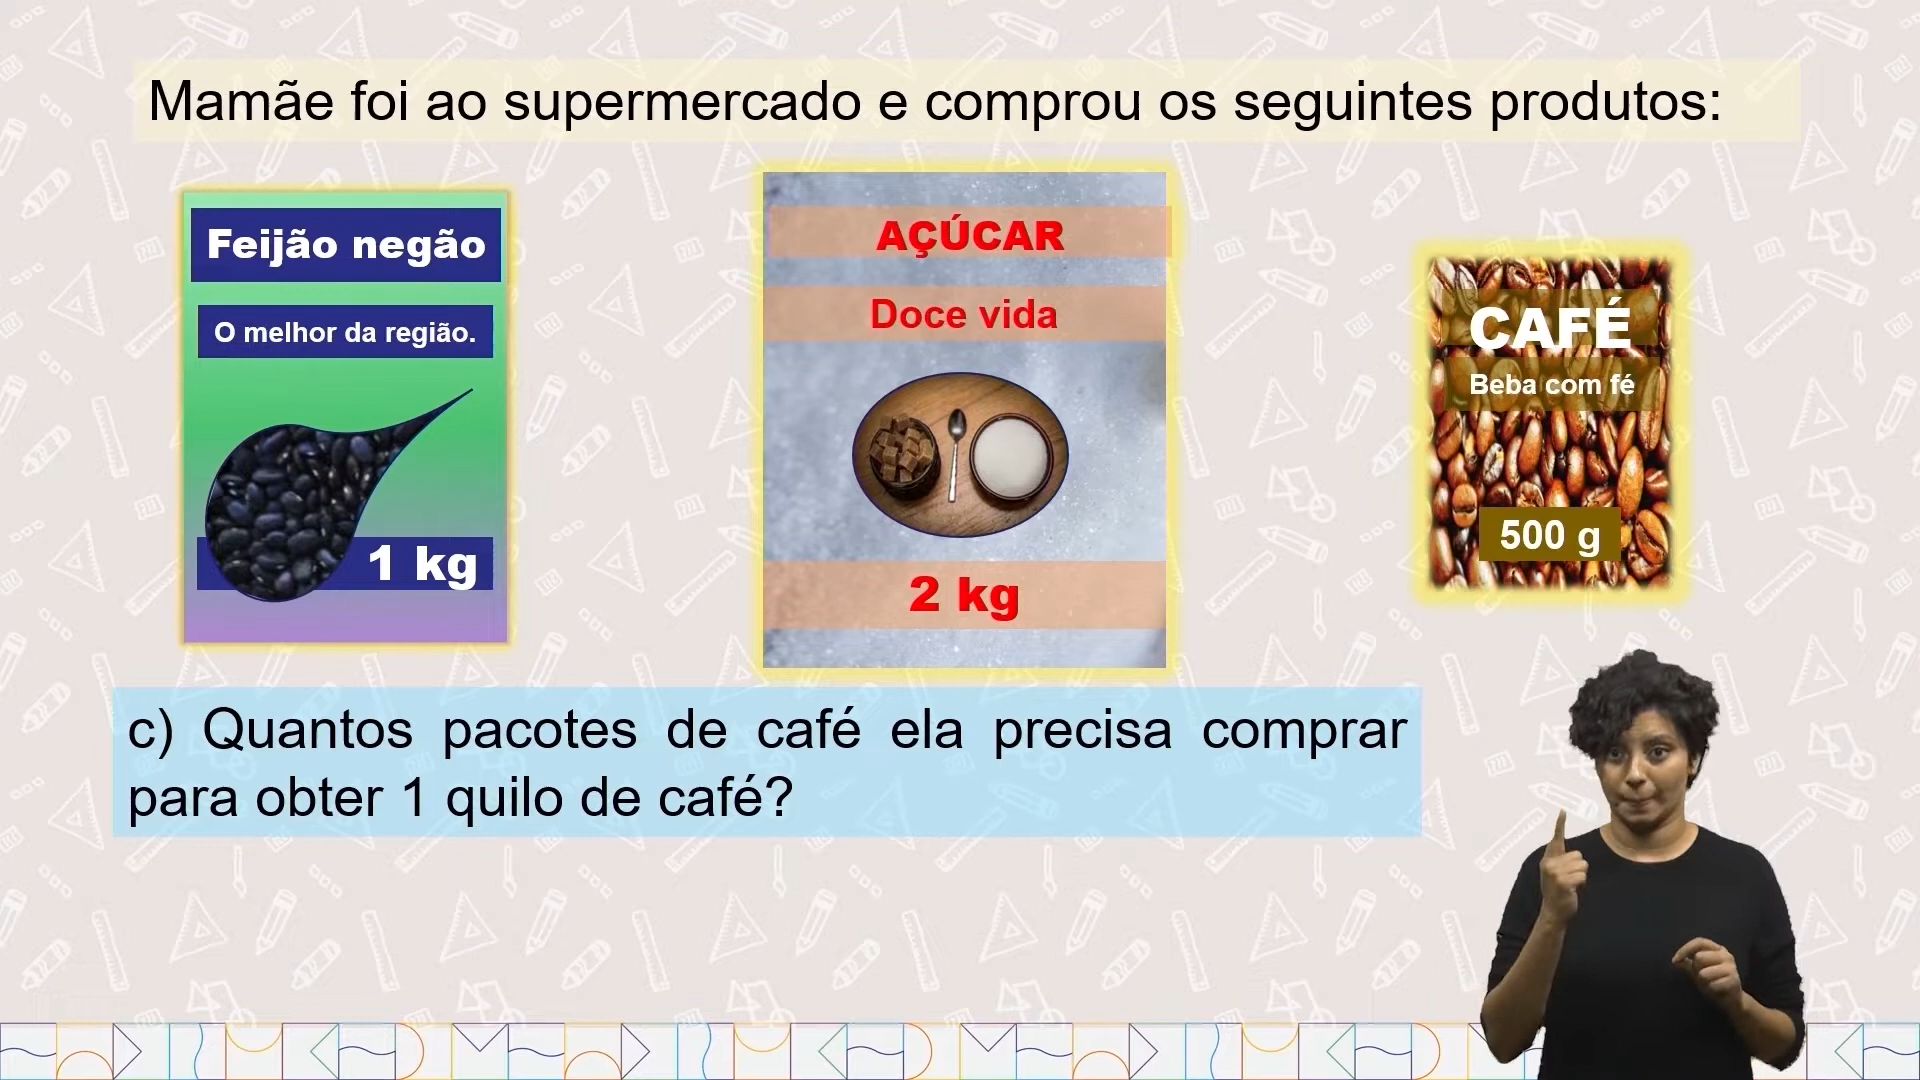 Mamãe foi ao supermercado e comprou os seguintes produtos:
Feijão negão
O melhor da região.
1 kg
AÇÚCAR
Doce vida
2 kg
CAFÉ
Beba com fé
500 g
c) Quantos pacotes de café ela precisa comprar
para obter 1 quilo de café?